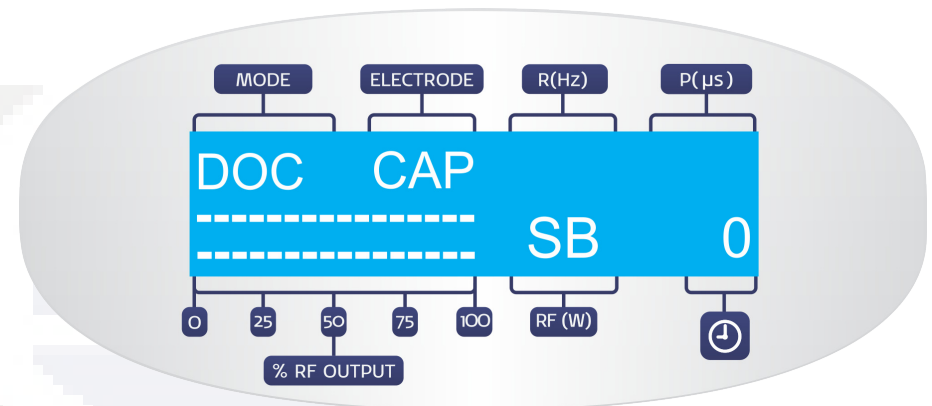 MODE ELECTRODE R(Hz) P(μs)
DOC CAP
SB 0
0 25 50 75 100 RF (W)
% RF OUTPUT